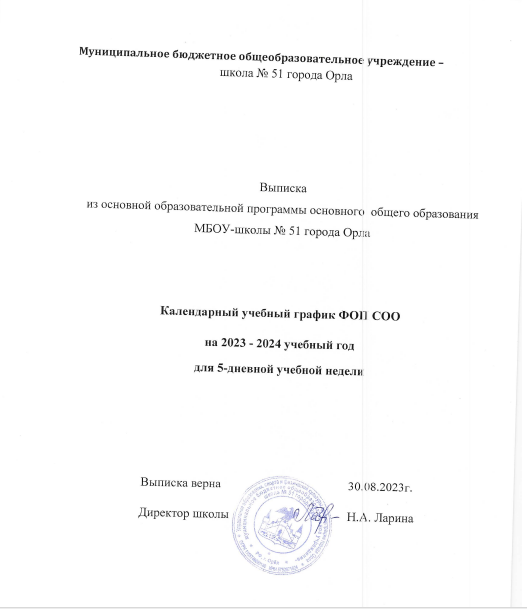 Муниципальное бюджетное общеобразовательное учреждение –
школа № 51 города Орла
Выписка
из основной образовательной программы основного общего образования
МБОУ-школы № 51 города Орла
Календарный учебный график ФОП СОО
на 2023 - 2024 учебный год
для 5-дневной учебной недели
Выписка верна 30.08.2023г.
Директор школы Н.А. Ларина